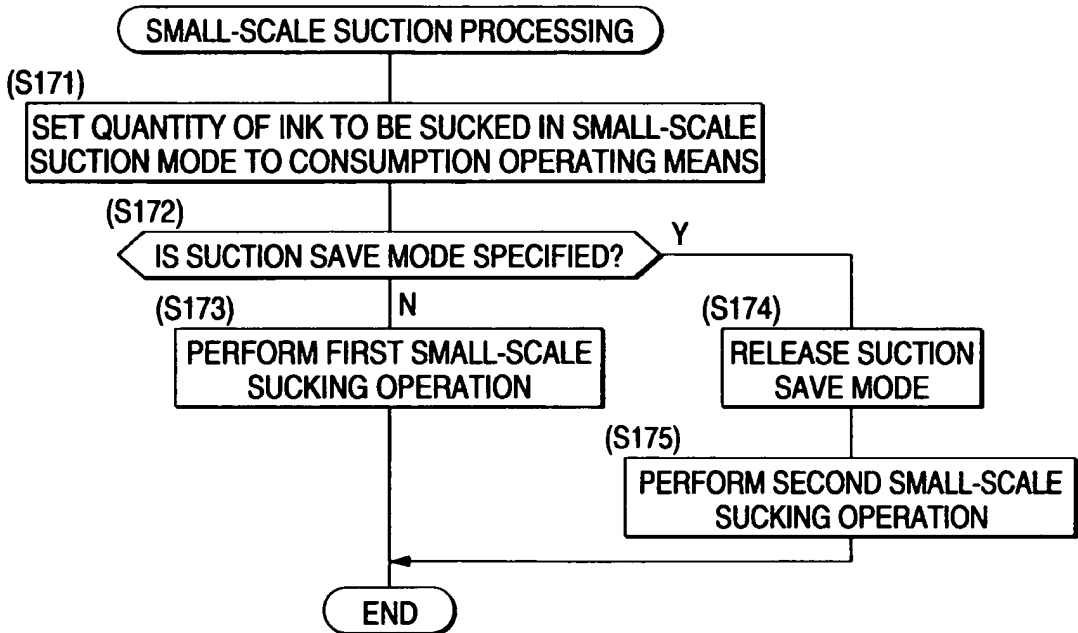 SMALL-SCALE SUCTION PROCESSING
(S171)
SET QUANTITY OF INK TO BE SUCKED IN SMALL-SCALE
SUCTION MODE TO CONSUMPTION OPERATING MEANS
(S172)
IS SUCTION SAVE MODE SPECIFIED?
Y
N
(S173)
PERFORM FIRST SMALL-SCALE
SUCKING OPERATION
(S174)
RELEASE SUCTION
SAVE MODE
(S175)
PERFORM SECOND SMALL-SCALE
SUCKING OPERATION
END